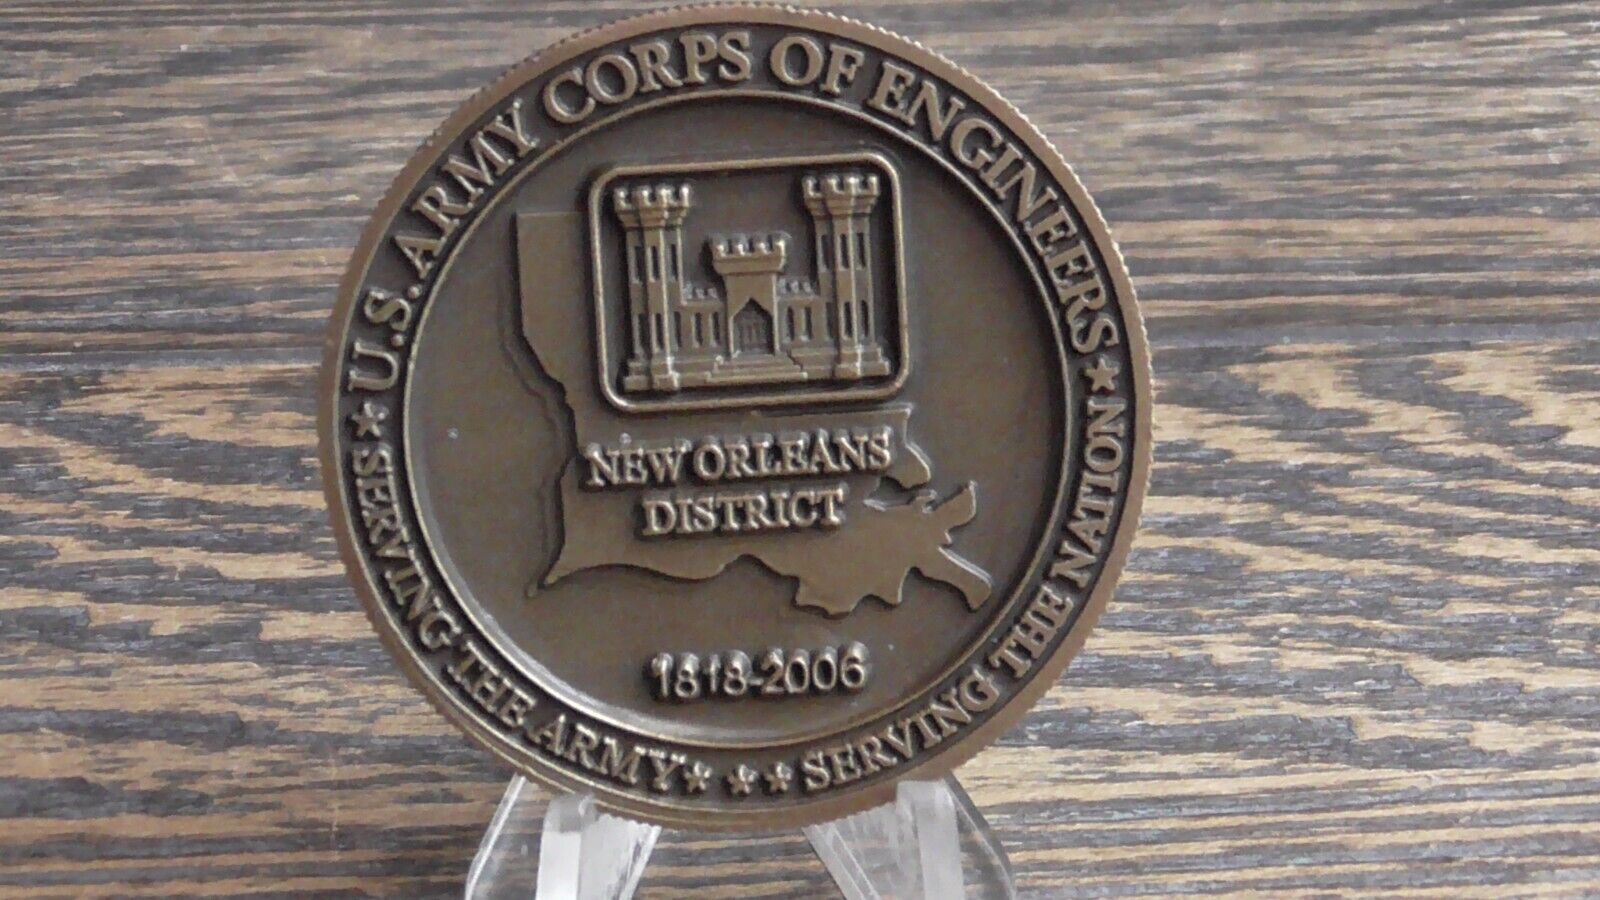 U.S. ARMY CORPS OF ENGINEERS
NEW ORLEANS
DISTRICT
1818-2006
SERVING THE ARMY
SERVING THE NATION